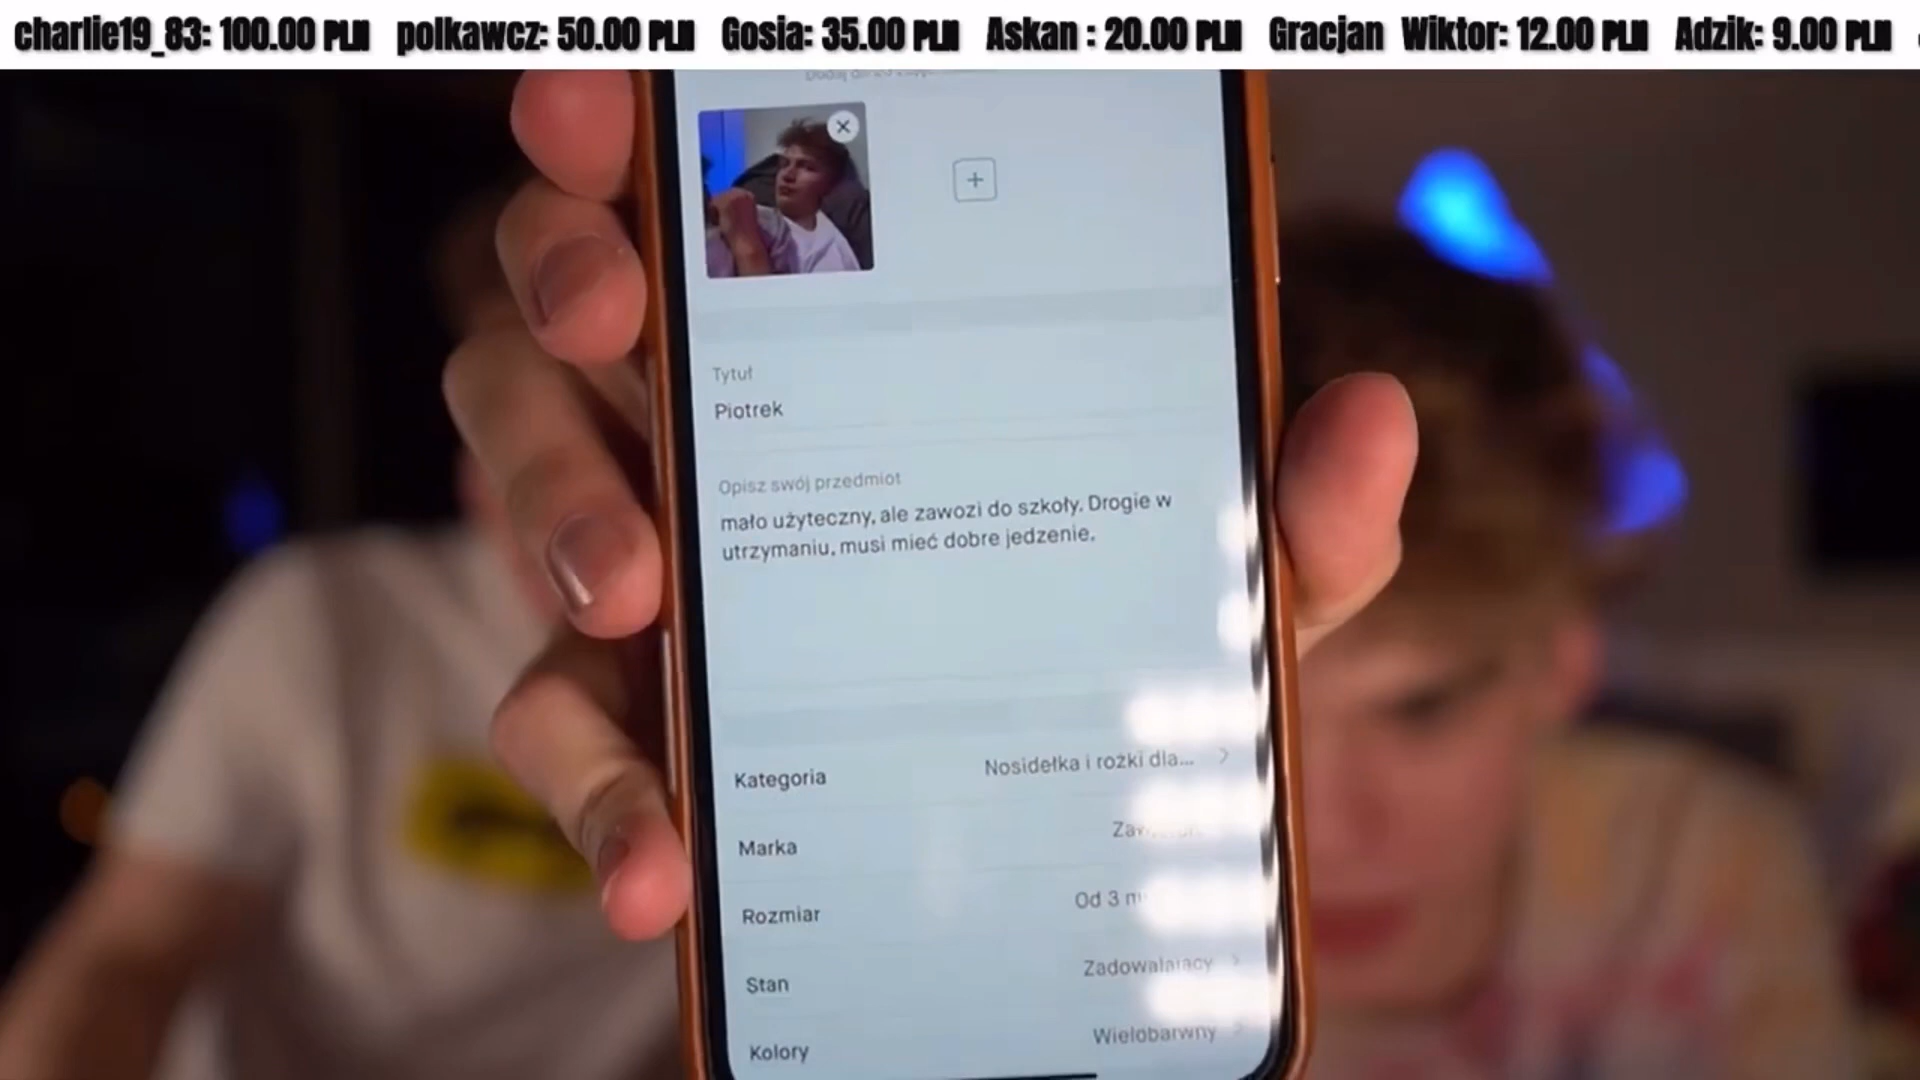 charlie19_83: 100.00 PLN polkawcz: 50.00 PLN Gosia: 35.00 PLN Askan : 20.00 PLN Gracjan Wiktor: 12.00 PLN Adzik: 9.00 PLN
Tytuł
Piotrek
Opisz swój przedmiot
mało użyteczny, ale zawozi do szkoły. Drogie w
utrzymaniu, musi mieć dobre jedzenie.
Kategoria Nosidełka i rożki dla...
Marka
Rozmiar Od 3
Stan Zadowalający
Kolory Wielobarwny